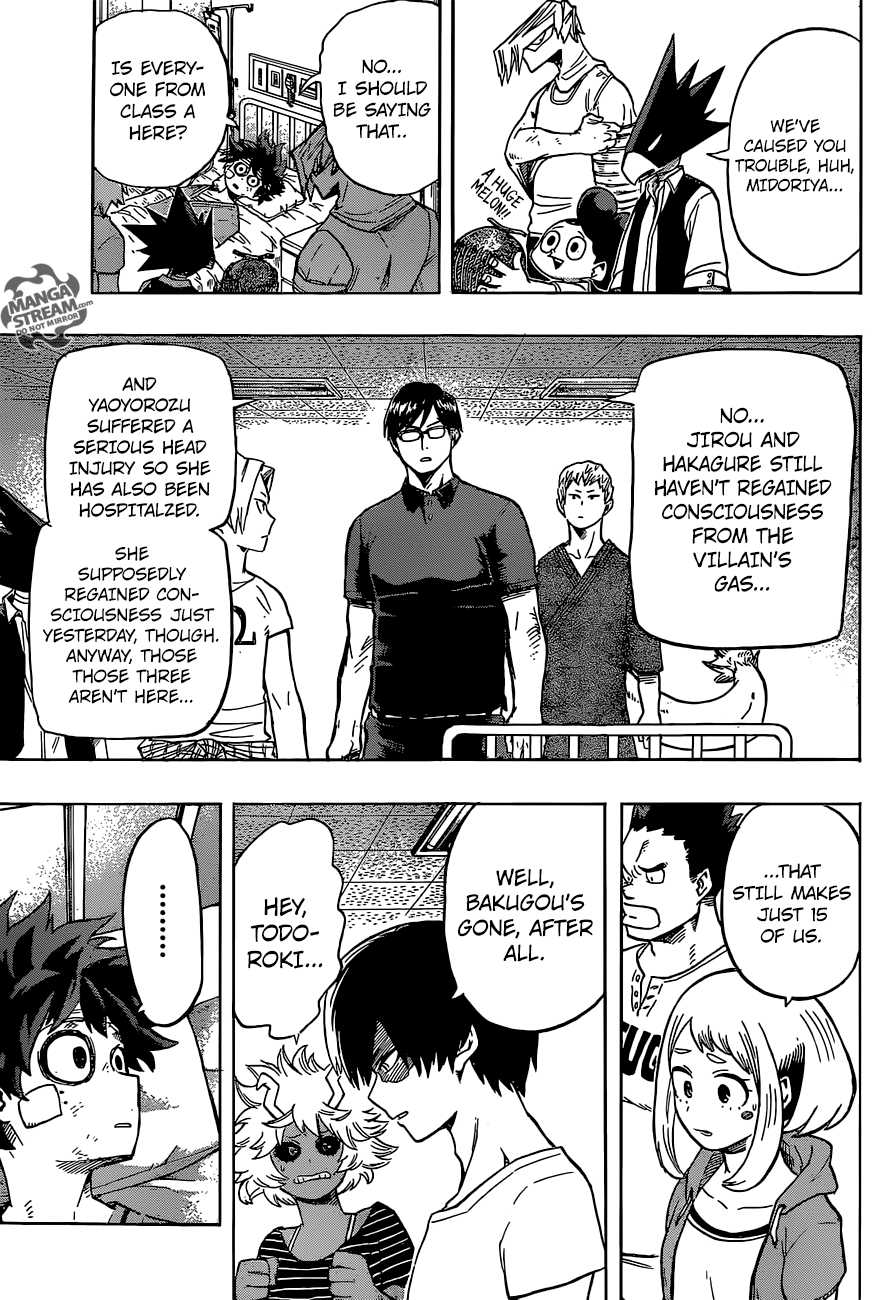 WE'VE
CAUSED YOU
TROUBLE, HUH,
MIDORIYA...
A HUGE
MELON!!
NO...
I SHOULD
BE SAYING
THAT..
IS EVERY-
ONE FROM
CLASS A
HERE?
MANGA
STREAM.com
DO NOT MIRROR!
NO...
JIROU AND
HAKAGURE STILL
HAVEN'T REGAINED
CONSCIOUSNESS
FROM THE
VILLAIN'S
GAS...
AND
YAOYOROZU
SUFFERED A
SERIOUS HEAD
INJURY SO SHE
HAS ALSO BEEN
HOSPITALZED.
SHE
SUPPOSEDLY
REGAINED CON-
SCIOUSNESS JUST
YESTERDAY, THOUGH.
ANYWAY, THOSE
THOSE THREE
AREN'T HERE...
...THAT
STILL MAKES
JUST 15
OF US.
WELL,
BAKUGOU'S
GONE, AFTER
ALL.
HEY,
TODO-
ROKI...
.........